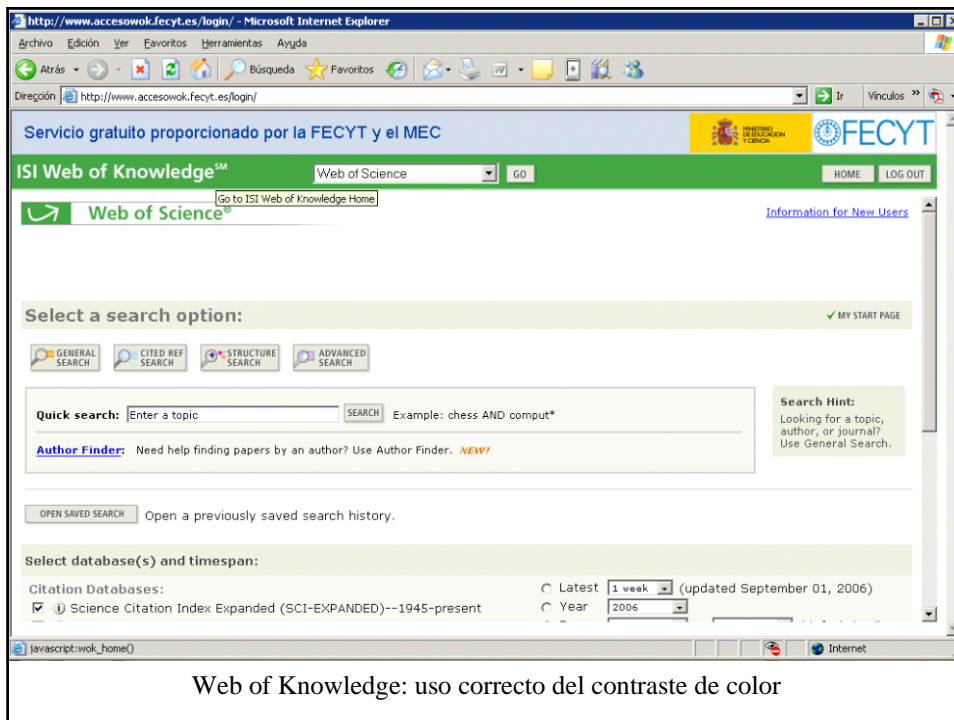 http://www.accesowok.fecyt.es/login/ - Microsoft Internet Explorer
Archivo Edición Ver Favoritos Herramientas Ayuda
Atrás Búsqueda Favoritos
Dirección http://www.accesowok.fecyt.es/login/ Ir Vínculos »
Servicio gratuito proporcionado por la FECYT y el MEC MINISTERIO DE EDUCACION Y CIENCIA FECYT
ISI Web of Knowledge℠ Web of Science GO HOME LOG OUT
Go to ISI Web of Knowledge Home
Web of Science® Information for New Users
Select a search option: MY START PAGE
GENERAL SEARCH CITED REF SEARCH STRUCTURE SEARCH ADVANCED SEARCH
Quick search: Enter a topic SEARCH Example: chess AND comput*
Author Finder: Need help finding papers by an author? Use Author Finder. NEW!
Search Hint:
Looking for a topic,
author, or journal?
Use General Search.
OPEN SAVED SEARCH Open a previously saved search history.
Select database(s) and timespan:
Citation Databases: Latest 1 week (updated September 01, 2006)
Science Citation Index Expanded (SCI-EXPANDED)--1945-present Year 2006
javascript:wok_home() Internet
Web of Knowledge: uso correcto del contraste de color